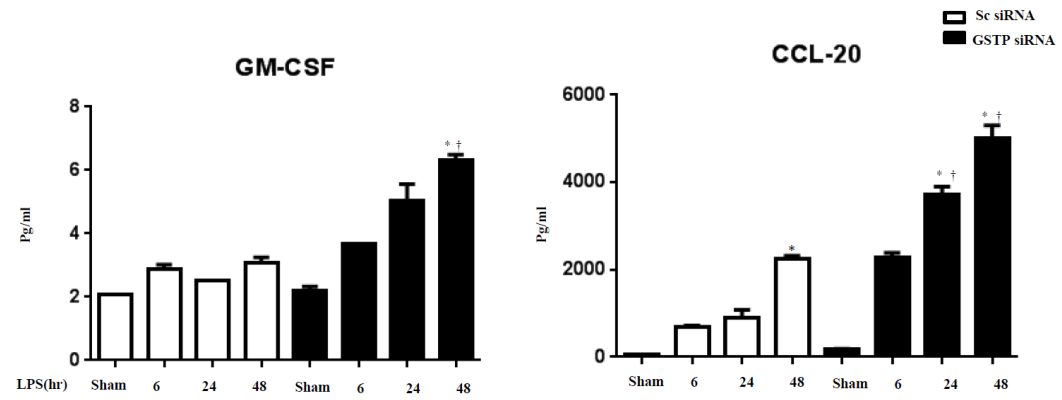 Sc siRNA
GSTP siRNA
GM-CSF
8
6
4
2
0
Pg/ml
* †
LPS(hr) Sham 6 24 48 Sham 6 24 48
CCL-20
6000
4000
2000
0
Pg/ml
*
* †
* †
Sham 6 24 48 Sham 6 24 48